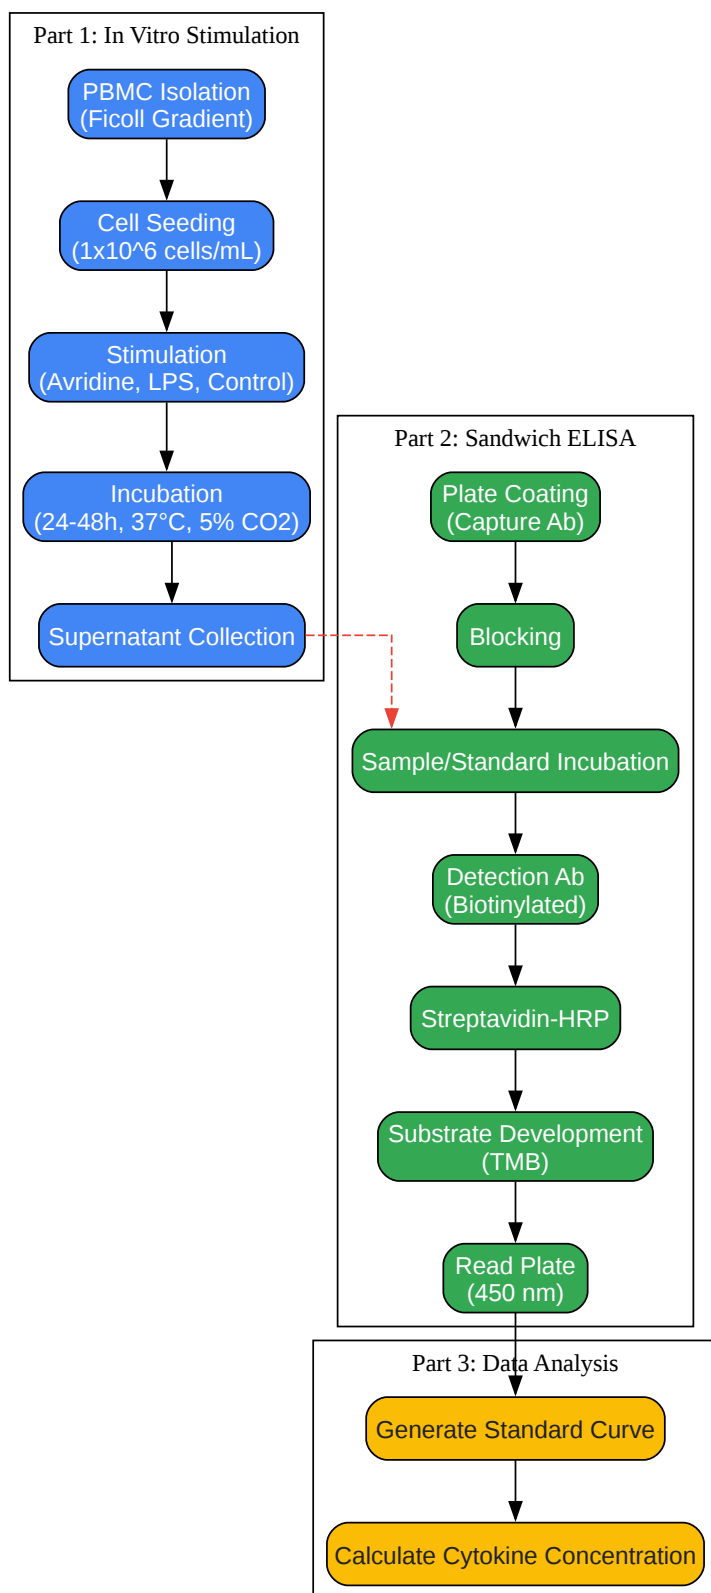 Part 1: In Vitro Stimulation
PBMC Isolation
(Ficoll Gradient)
Cell Seeding
(1x10^6 cells/mL)
Stimulation
(Avridine, LPS, Control)
Incubation
(24-48h, 37°C, 5% CO2)
Supernatant Collection
Part 2: Sandwich ELISA
Plate Coating
(Capture Ab)
Blocking
Sample/Standard Incubation
Detection Ab
(Biotinylated)
Streptavidin-HRP
Substrate Development
(TMB)
Read Plate
(450 nm)
Part 3: Data Analysis
Generate Standard Curve
Calculate Cytokine Concentration